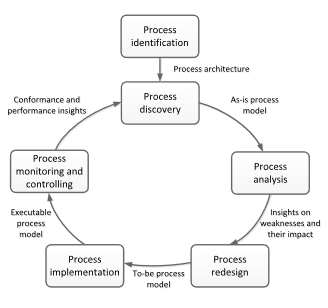 Process
identification
Process architecture
Process
discovery
As-is process
model
Process
analysis
Insights on
weaknesses and
their impact
Process
redesign
To-be process
model
Process
implementation
Executable
process
model
Process
monitoring and
controlling
Conformance and
performance insights